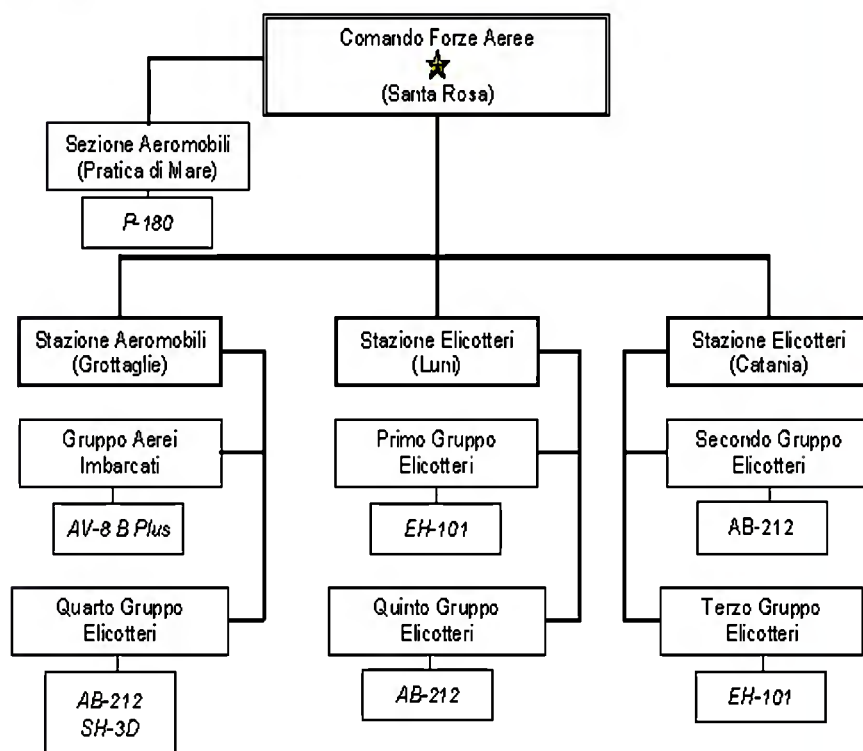 Comando Forze Aeree
(Santa Rosa)
Sezione Aeromobili
(Pratica di Mare)
P-180
Stazione Aeromobili
(Grottaglie)
Stazione Elicotteri
(Luni)
Stazione Elicotteri
(Catania)
Gruppo Aerei
Imbarcati
Primo Gruppo
Elicotteri
Secondo Gruppo
Elicotteri
AV-8 B Plus
EH-101
AB-212
Quarto Gruppo
Elicotteri
Quinto Gruppo
Elicotteri
Terzo Gruppo
Elicotteri
AB-212
SH-3D
AB-212
EH-101